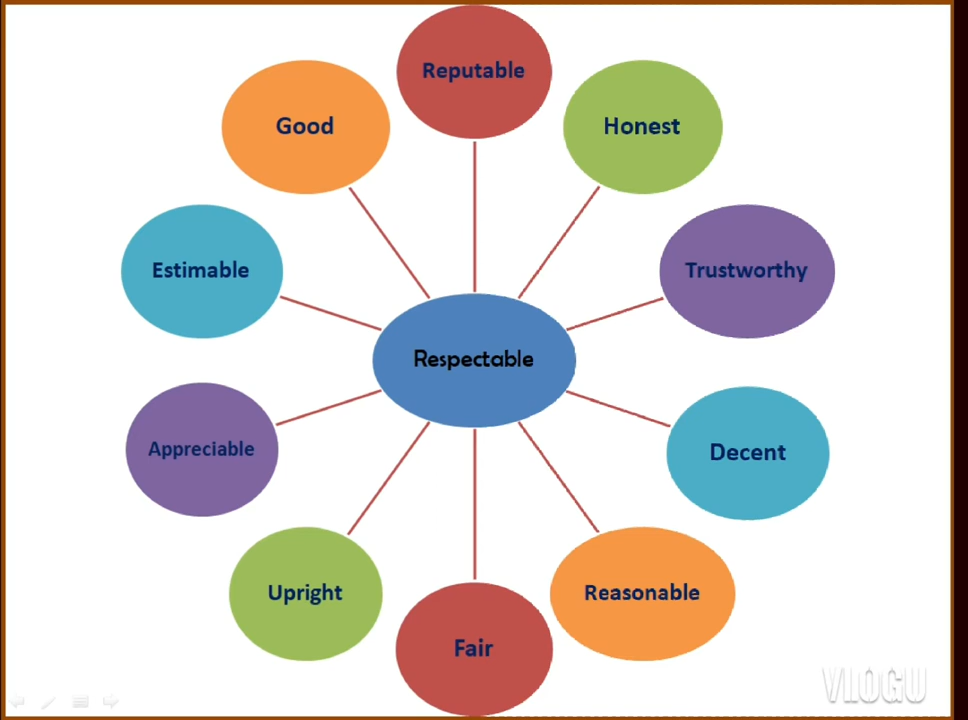 Reputable
Good
Honest
Estimable
Trustworthy
Respectable
Appreciable
Decent
Upright
Reasonable
Fair
VLOGU